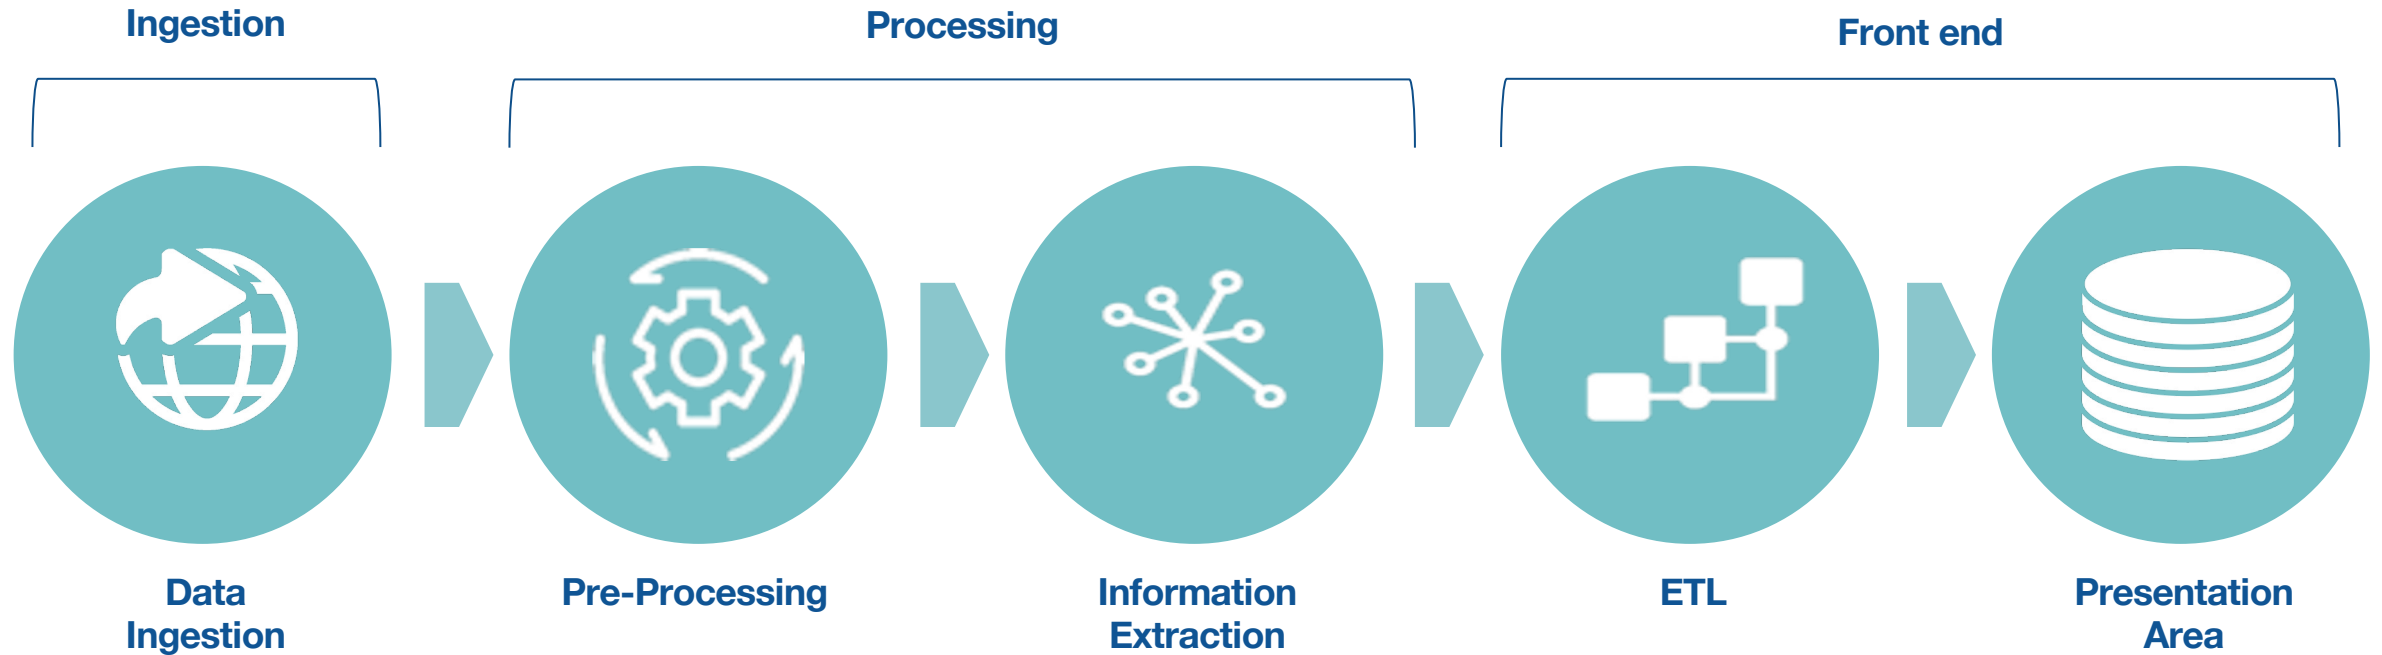 Ingestion
Processing
Front end
Data
Ingestion
Pre-Processing
Information
Extraction
ETL
Presentation
Area